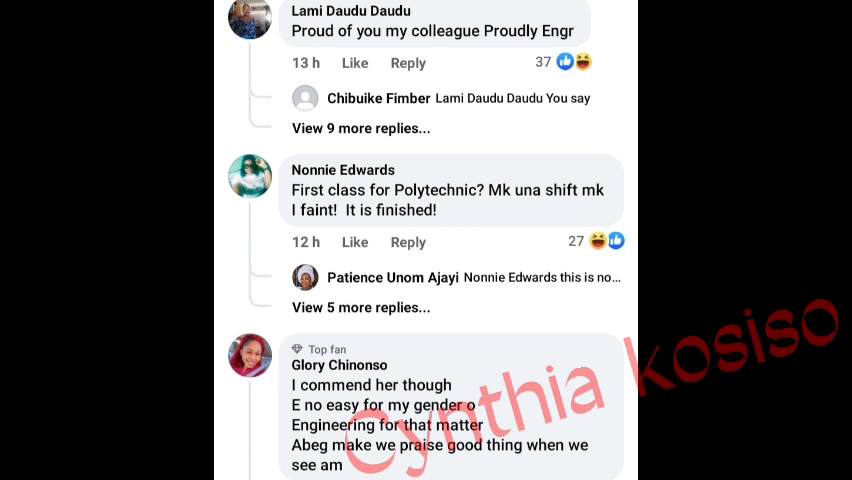 Lami Daudu Daudu
Proud of you my colleague Proudly Engr
13 h Like Reply 37
Chibuike Fimber Lami Daudu Daudu You say
View 9 more replies...
Nonnie Edwards
First class for Polytechnic? Mk una shift mk
I faint! It is finished!
12 h Like Reply 27
Patience Unom Ajayi Nonnie Edwards this is no...
View 5 more replies...
Top fan
Glory Chinonso
I commend her though
E no easy for my gender o
Engineering for that matter
Abeg make we praise good thing when we
see am
Cynthia kosiso